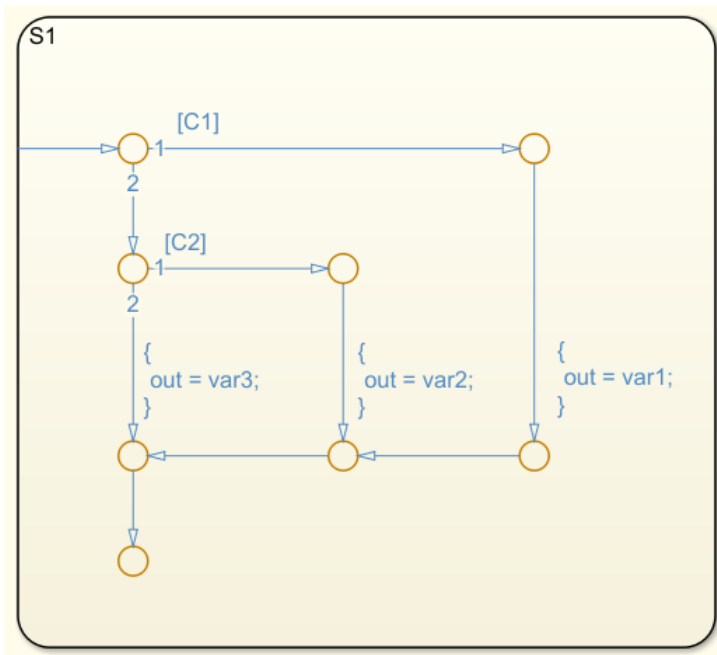 S1
[C1]
1
2
[C2]
1
2
{
out = var3;
}
{
out = var2;
}
{
out = var1;
}